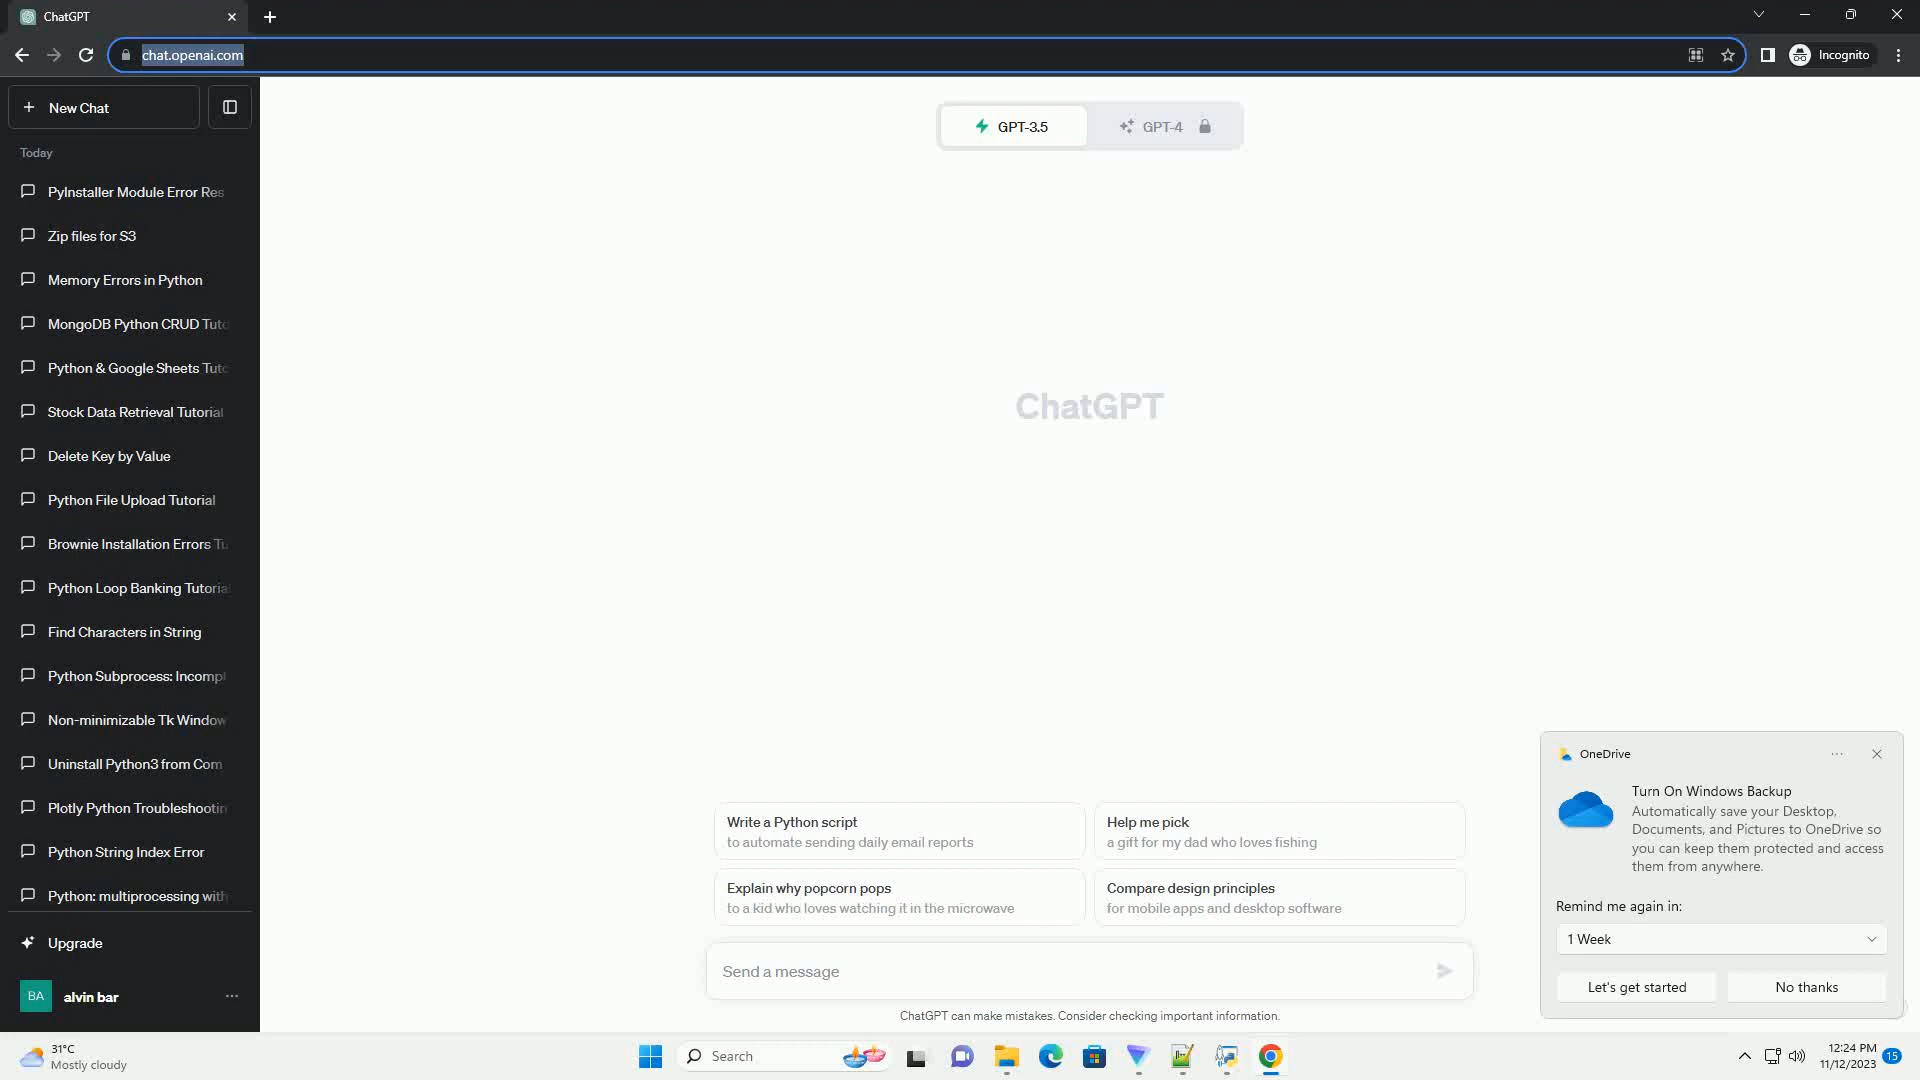 ChatGPT
chat.openai.com
Incognito
New Chat
Today
PyInstaller Module Error Res
Zip files for S3
Memory Errors in Python
MongoDB Python CRUD Tuto
Python & Google Sheets Tuto
Stock Data Retrieval Tutorial
Delete Key by Value
Python File Upload Tutorial
Brownie Installation Errors Tu
Python Loop Banking Tutorial
Find Characters in String
Python Subprocess: Incompl
Non-minimizable Tk Window
Uninstall Python3 from Com
Plotly Python Troubleshootin
Python String Index Error
Python: multiprocessing with
Upgrade
BA
alvin bar
GPT-3.5
GPT-4
ChatGPT
Write a Python script
to automate sending daily email reports
Help me pick
a gift for my dad who loves fishing
Explain why popcorn pops
to a kid who loves watching it in the microwave
Compare design principles
for mobile apps and desktop software
Send a message
ChatGPT can make mistakes. Consider checking important information.
OneDrive
Turn On Windows Backup
Automatically save your Desktop,
Documents, and Pictures to OneDrive so
you can keep them protected and access
them from anywhere.
Remind me again in:
1 Week
Let's get started
No thanks
31°C
Mostly cloudy
Search
12:24 PM
11/12/2023
15